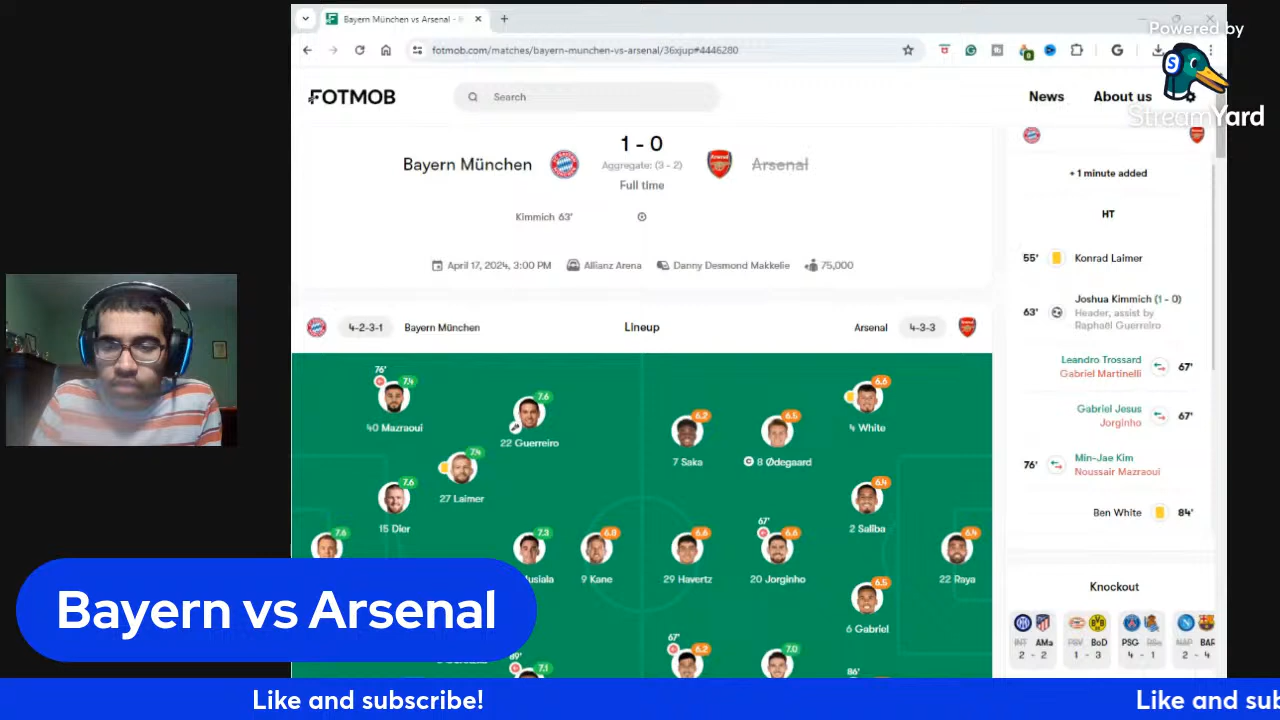 Bayern München vs Arsenal -
fotmob.com/matches/bayern-munchen-vs-arsenal/36xjup#4446280
Powered by
StreamYard
FOTMOB
Search
News
About us
Bayern München
1 - 0
Aggregate: (3 - 2)
Full time
Arsenal
Kimmich 63'
April 17, 2024, 3:00 PM
Allianz Arena
Danny Desmond Makkelie
75,000
4-2-3-1
Bayern München
Lineup
Arsenal
4-3-3
76'
7.4
40 Mazraoui
7.6
22 Guerreiro
7.4
27 Laimer
7.6
15 Dier
7.6
7.3
usiala
6.8
9 Kane
7.1
6.2
7 Saka
6.5
8 Ødegaard
6.6
4 White
6.4
2 Saliba
6.6
29 Havertz
67'
6.6
20 Jorginho
6.4
22 Raya
6.5
6 Gabriel
67'
6.2
7.0
86'
+ 1 minute added
HT
55'
Konrad Laimer
63'
Joshua Kimmich (1 - 0)
Header, assist by
Raphaël Guerreiro
Leandro Trossard
Gabriel Martinelli
67'
Gabriel Jesus
Jorginho
67'
76'
Min-Jae Kim
Noussair Mazraoui
Ben White
84'
Knockout
INT AMa
2 - 2
PSV BoD
1 - 3
PSG RSo
4 - 1
NAP BAR
2 - 4
Bayern vs Arsenal
Like and subscribe!
Like and sub